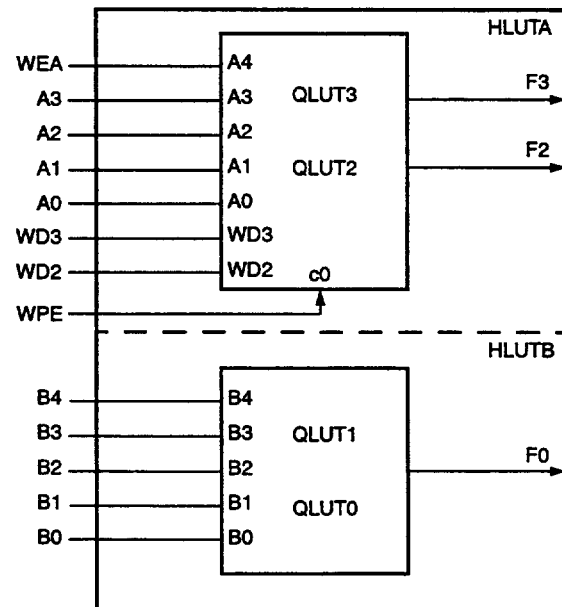 HLUTA
WEA A4
A3 A3 QLUT3 F3
A2 A2
A1 A1 QLUT2 F2
A0 A0
WD3 WD3
WD2 WD2 c0
WPE
HLUTB
B4 B4
B3 B3 QLUT1
B2 B2 F0
B1 B1 QLUT0
B0 B0